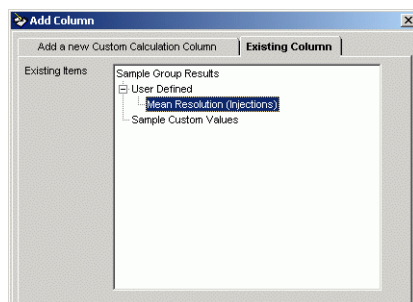 Add Column
Add a new Custom Calculation Column
Existing Column
Existing Items
Sample Group Results
User Defined
Mean Resolution (Injections)
Sample Custom Values